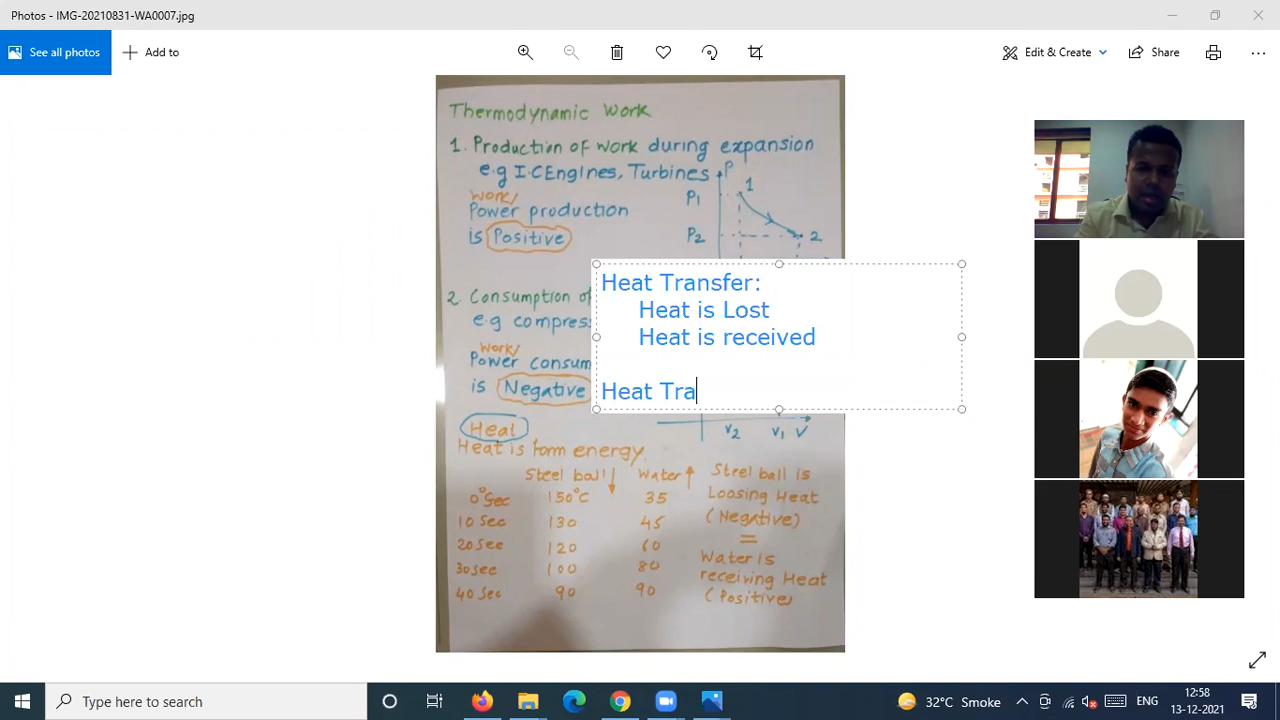 Photos - IMG-20210831-WA0007.jpg
See all photos
Add to
Edit & Create
Share
Thermodynamic Work
1. Production of work during expansion
e.g I.C Engines, Turbines
P
1
Work/
P1
Power production
is Positive
P2
2
Heat Transfer:
Heat is Lost
2. Consumption of
e.g compress
Heat is received
Work/
Power consum
is Negative
Heat Tra
V2 V1 V
Heat
Heat is form energy.
Steel ball Water
0°Sec 150°C 35
10 Sec 130 45
20 Sec 120 60
30 sec 100 80
40 Sec 90 90
Steel ball is
Loosing Heat
(Negative)
=
Water is
receiving Heat
(Positive)
Type here to search
32°C Smoke
ENG
12:58
13-12-2021